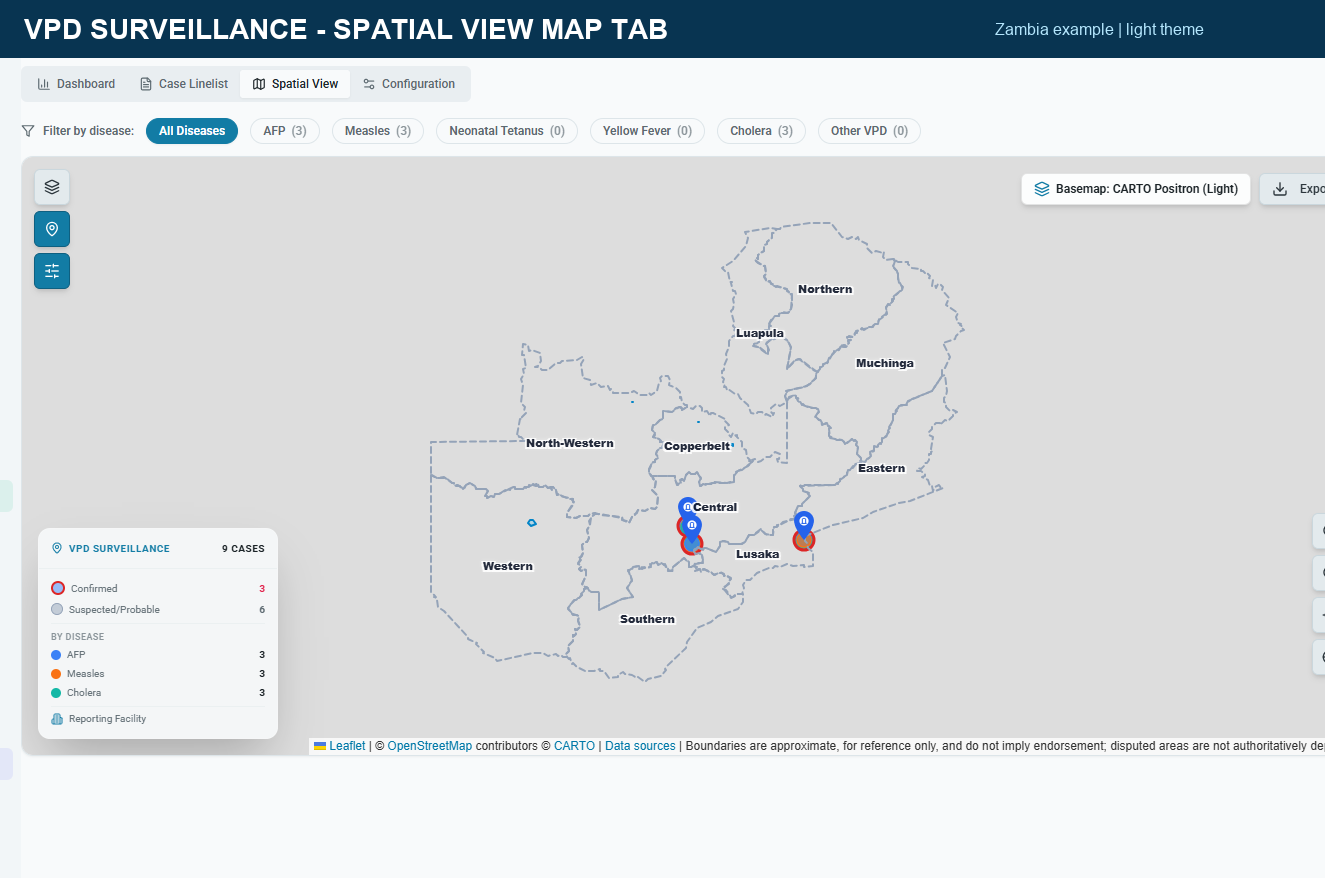 VPD SURVEILLANCE - SPATIAL VIEW MAP TAB
Zambia example | light theme
Dashboard
Case Linelist
Spatial View
Configuration
Filter by disease:
All Diseases
AFP (3)
Measles (3)
Neonatal Tetanus (0)
Yellow Fever (0)
Cholera (3)
Other VPD (0)
Basemap: CARTO Positron (Light)
Expo
Northern
Luapula
Muchinga
North-Western
Copperbelt
Eastern
Central
Lusaka
Western
Southern
VPD SURVEILLANCE 9 CASES
Confirmed 3
Suspected/Probable 6
BY DISEASE
AFP 3
Measles 3
Cholera 3
Reporting Facility
Leaflet | © OpenStreetMap contributors © CARTO | Data sources | Boundaries are approximate, for reference only, and do not imply endorsement; disputed areas are not authoritatively